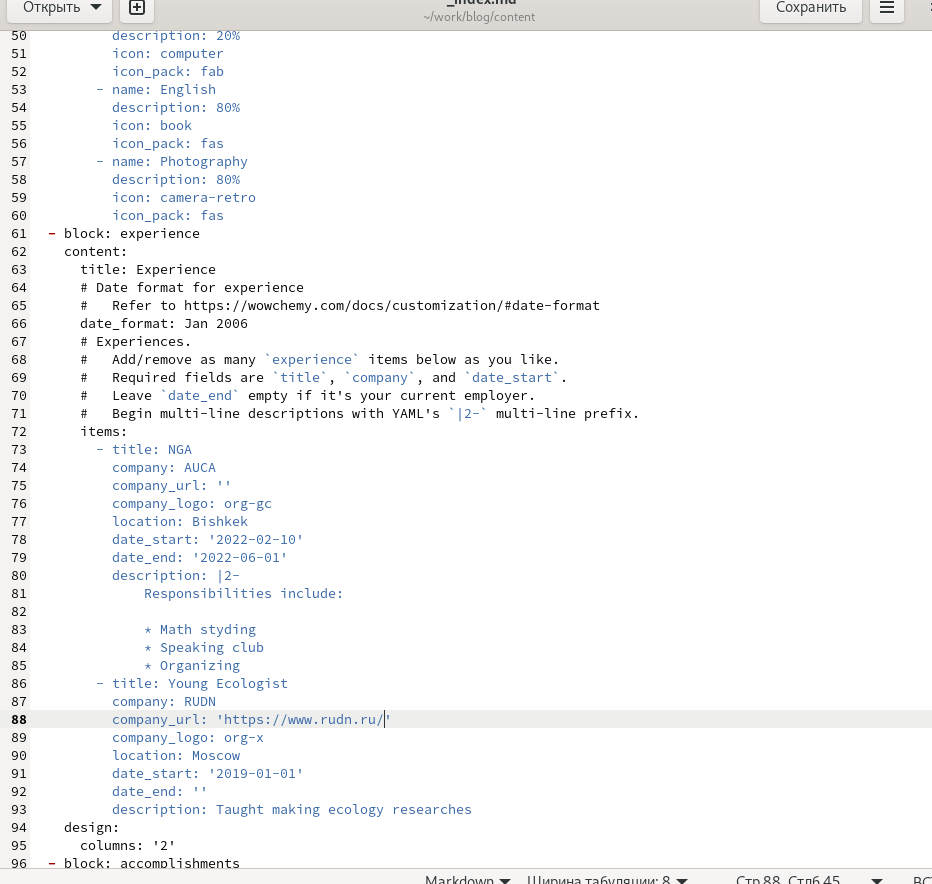 Открыть
_index.md
~/work/blog/content
Сохранить
50 description: 20%
51 icon: computer
52 icon_pack: fab
53 - name: English
54 description: 80%
55 icon: book
56 icon_pack: fas
57 - name: Photography
58 description: 80%
59 icon: camera-retro
60 icon_pack: fas
61 - block: experience
62 content:
63 title: Experience
64 # Date format for experience
65 #   Refer to https://wowchemy.com/docs/customization/#date-format
66 date_format: Jan 2006
67 # Experiences.
68 #   Add/remove as many `experience` items below as you like.
69 #   Required fields are `title`, `company`, and `date_start`.
70 #   Leave `date_end` empty if it's your current employer.
71 #   Begin multi-line descriptions with YAML's `|2-` multi-line prefix.
72 items:
73 - title: NGA
74 company: AUCA
75 company_url: ''
76 company_logo: org-gc
77 location: Bishkek
78 date_start: '2022-02-10'
79 date_end: '2022-06-01'
80 description: |2-
81 Responsibilities include:
82
83 * Math styding
84 * Speaking club
85 * Organizing
86 - title: Young Ecologist
87 company: RUDN
88 company_url: 'https://www.rudn.ru/'
89 company_logo: org-x
90 location: Moscow
91 date_start: '2019-01-01'
92 date_end: ''
93 description: Taught making ecology researches
94 design:
95 columns: '2'
96 - block: accomplishments
Markdown Ширина табуляции: 8 Стр 88, Стлб 45